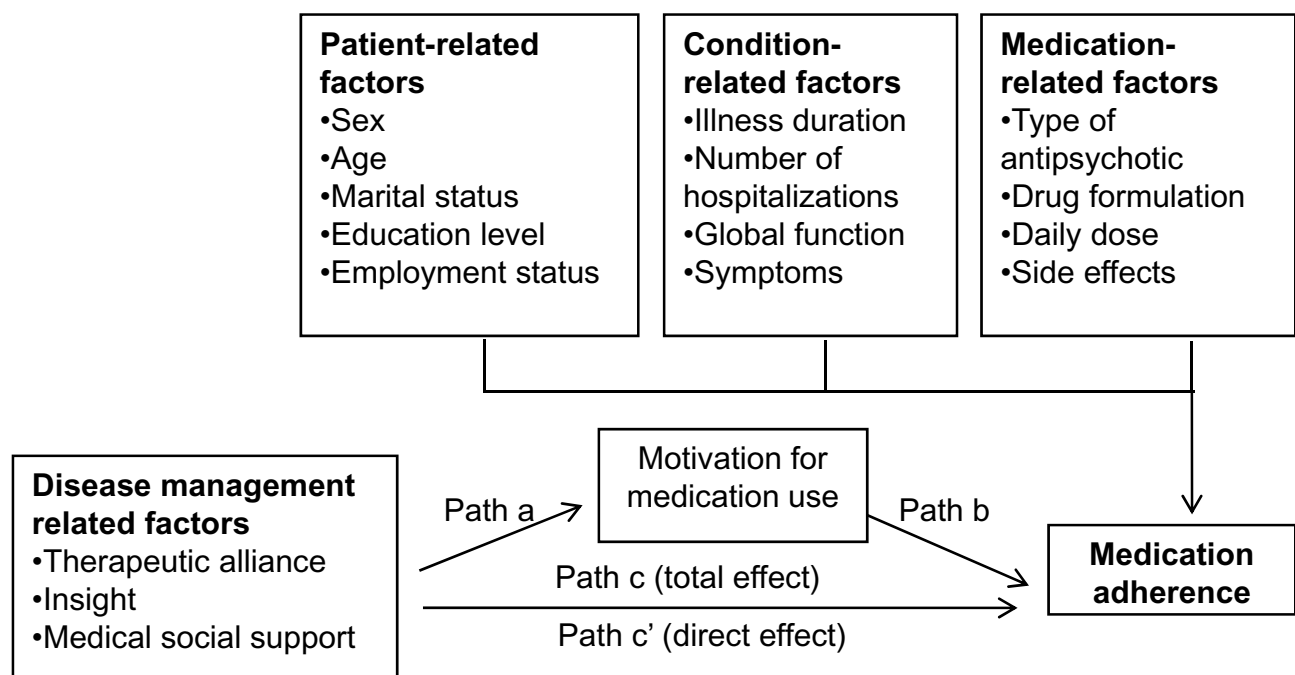 Patient-related
factors
•Sex
•Age
•Marital status
•Education level
•Employment status
Condition-
related factors
•Illness duration
•Number of
hospitalizations
•Global function
•Symptoms
Medication-
related factors
•Type of
antipsychotic
•Drug formulation
•Daily dose
•Side effects
Disease management
related factors
•Therapeutic alliance
•Insight
•Medical social support
Path a
Motivation for
medication use
Path b
Path c (total effect)
Path c’ (direct effect)
Medication
adherence